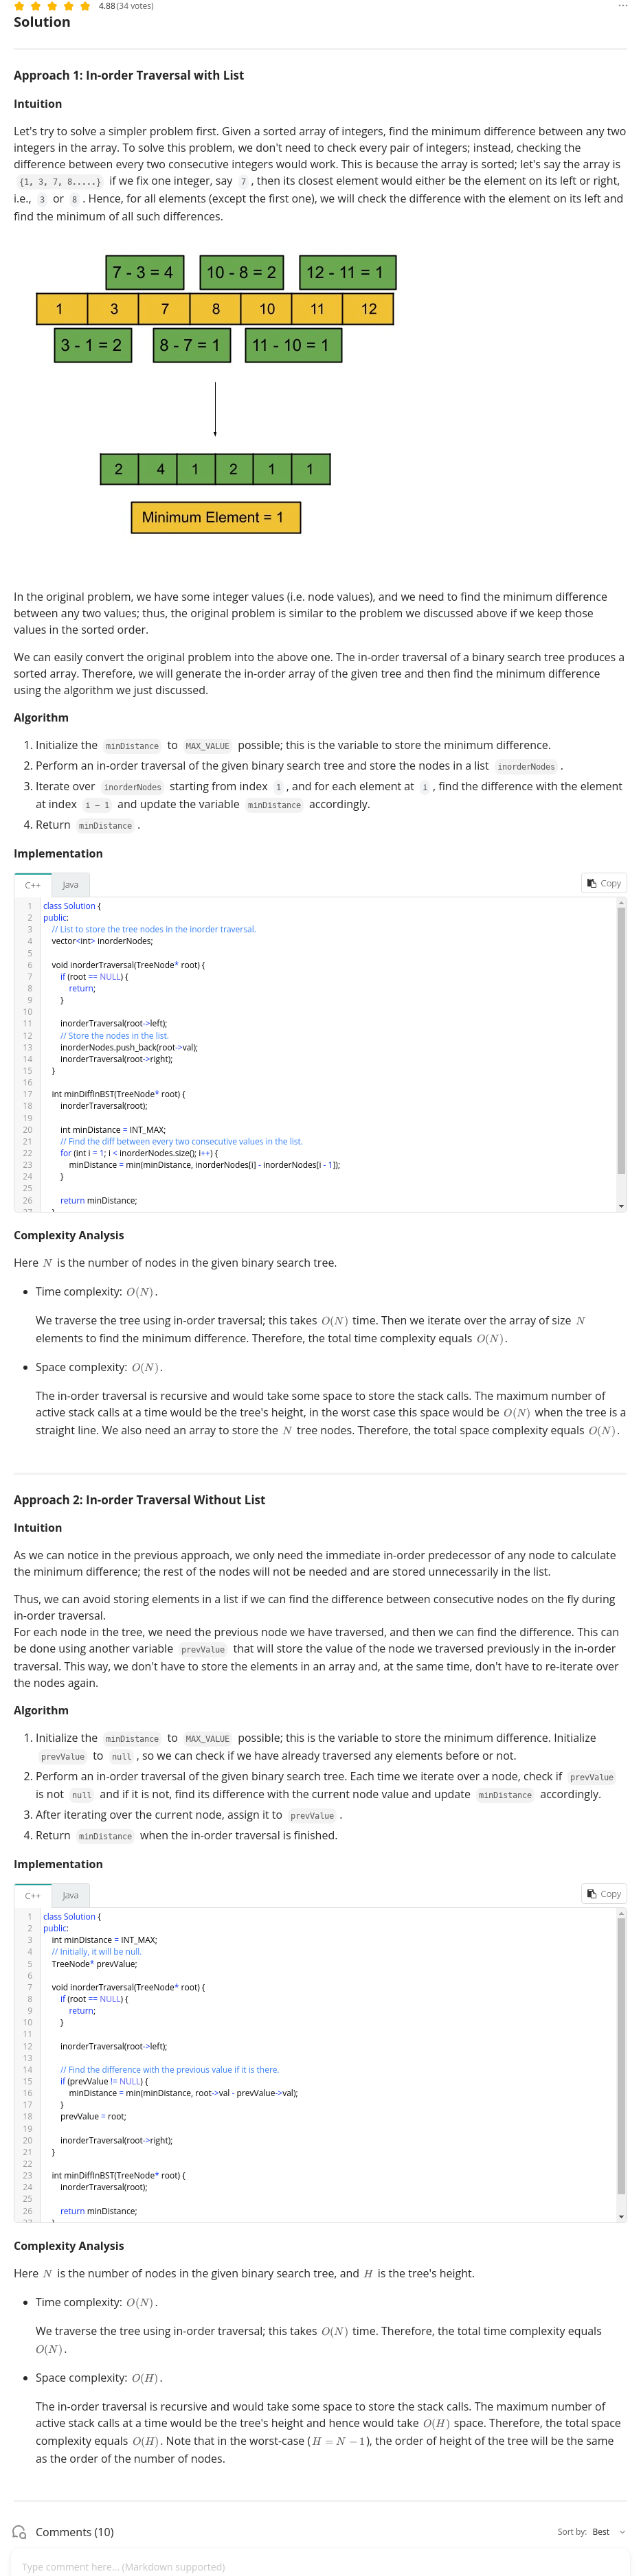 4.88 (34 votes)
Solution
Approach 1: In-order Traversal with List
Intuition
Let's try to solve a simpler problem first. Given a sorted array of integers, find the minimum difference between any two
integers in the array. To solve this problem, we don't need to check every pair of integers; instead, checking the
difference between every two consecutive integers would work. This is because the array is sorted; let's say the array is
{1, 3, 7, 8.....} if we fix one integer, say 7 , then its closest element would either be the element on its left or right,
i.e., 3 or 8 . Hence, for all elements (except the first one), we will check the difference with the element on its left and
find the minimum of all such differences.
7 - 3 = 4 10 - 8 = 2 12 - 11 = 1
1 3 7 8 10 11 12
3 - 1 = 2 8 - 7 = 1 11 - 10 = 1
2 4 1 2 1 1
Minimum Element = 1
In the original problem, we have some integer values (i.e. node values), and we need to find the minimum difference
between any two values; thus, the original problem is similar to the problem we discussed above if we keep those
values in the sorted order.
We can easily convert the original problem into the above one. The in-order traversal of a binary search tree produces a
sorted array. Therefore, we will generate the in-order array of the given tree and then find the minimum difference
using the algorithm we just discussed.
Algorithm
1. Initialize the minDistance to MAX_VALUE possible; this is the variable to store the minimum difference.
2. Perform an in-order traversal of the given binary search tree and store the nodes in a list inorderNodes .
3. Iterate over inorderNodes starting from index 1 , and for each element at i , find the difference with the element
at index i − 1 and update the variable minDistance accordingly.
4. Return minDistance .
Implementation
C++ Java Copy
1 class Solution {
2 public:
3 // List to store the tree nodes in the inorder traversal.
4 vector<int> inorderNodes;
5
6 void inorderTraversal(TreeNode* root) {
7 if (root == NULL) {
8 return;
9 }
10
11 inorderTraversal(root->left);
12 // Store the nodes in the list.
13 inorderNodes.push_back(root->val);
14 inorderTraversal(root->right);
15 }
16
17 int minDiffInBST(TreeNode* root) {
18 inorderTraversal(root);
19
20 int minDistance = INT_MAX;
21 // Find the diff between every two consecutive values in the list.
22 for (int i = 1; i < inorderNodes.size(); i++) {
23 minDistance = min(minDistance, inorderNodes[i] - inorderNodes[i - 1]);
24 }
25
26 return minDistance;
27 }
Complexity Analysis
Here N is the number of nodes in the given binary search tree.
• Time complexity: O(N).
We traverse the tree using in-order traversal; this takes O(N) time. Then we iterate over the array of size N
elements to find the minimum difference. Therefore, the total time complexity equals O(N).
• Space complexity: O(N).
The in-order traversal is recursive and would take some space to store the stack calls. The maximum number of
active stack calls at a time would be the tree's height, in the worst case this space would be O(N) when the tree is a
straight line. We also need an array to store the N tree nodes. Therefore, the total space complexity equals O(N).
Approach 2: In-order Traversal Without List
Intuition
As we can notice in the previous approach, we only need the immediate in-order predecessor of any node to calculate
the minimum difference; the rest of the nodes will not be needed and are stored unnecessarily in the list.
Thus, we can avoid storing elements in a list if we can find the difference between consecutive nodes on the fly during
in-order traversal.
For each node in the tree, we need the previous node we have traversed, and then we can find the difference. This can
be done using another variable prevValue that will store the value of the node we traversed previously in the in-order
traversal. This way, we don't have to store the elements in an array and, at the same time, don't have to re-iterate over
the nodes again.
Algorithm
1. Initialize the minDistance to MAX_VALUE possible; this is the variable to store the minimum difference. Initialize
prevValue to null , so we can check if we have already traversed any elements before or not.
2. Perform an in-order traversal of the given binary search tree. Each time we iterate over a node, check if prevValue
is not null and if it is not, find its difference with the current node value and update minDistance accordingly.
3. After iterating over the current node, assign it to prevValue .
4. Return minDistance when the in-order traversal is finished.
Implementation
C++ Java Copy
1 class Solution {
2 public:
3 int minDistance = INT_MAX;
4 // Initially, it will be null.
5 TreeNode* prevValue;
6
7 void inorderTraversal(TreeNode* root) {
8 if (root == NULL) {
9 return;
10 }
11
12 inorderTraversal(root->left);
13
14 // Find the difference with the previous value if it is there.
15 if (prevValue != NULL) {
16 minDistance = min(minDistance, root->val - prevValue->val);
17 }
18 prevValue = root;
19
20 inorderTraversal(root->right);
21 }
22
23 int minDiffInBST(TreeNode* root) {
24 inorderTraversal(root);
25
26 return minDistance;
27 }
Complexity Analysis
Here N is the number of nodes in the given binary search tree, and H is the tree's height.
• Time complexity: O(N).
We traverse the tree using in-order traversal; this takes O(N) time. Therefore, the total time complexity equals
O(N).
• Space complexity: O(H).
The in-order traversal is recursive and would take some space to store the stack calls. The maximum number of
active stack calls at a time would be the tree's height and hence would take O(H) space. Therefore, the total space
complexity equals O(H). Note that in the worst-case (H = N − 1), the order of height of the tree will be the same
as the order of the number of nodes.
Comments (10) Sort by: Best
Type comment here... (Markdown supported)